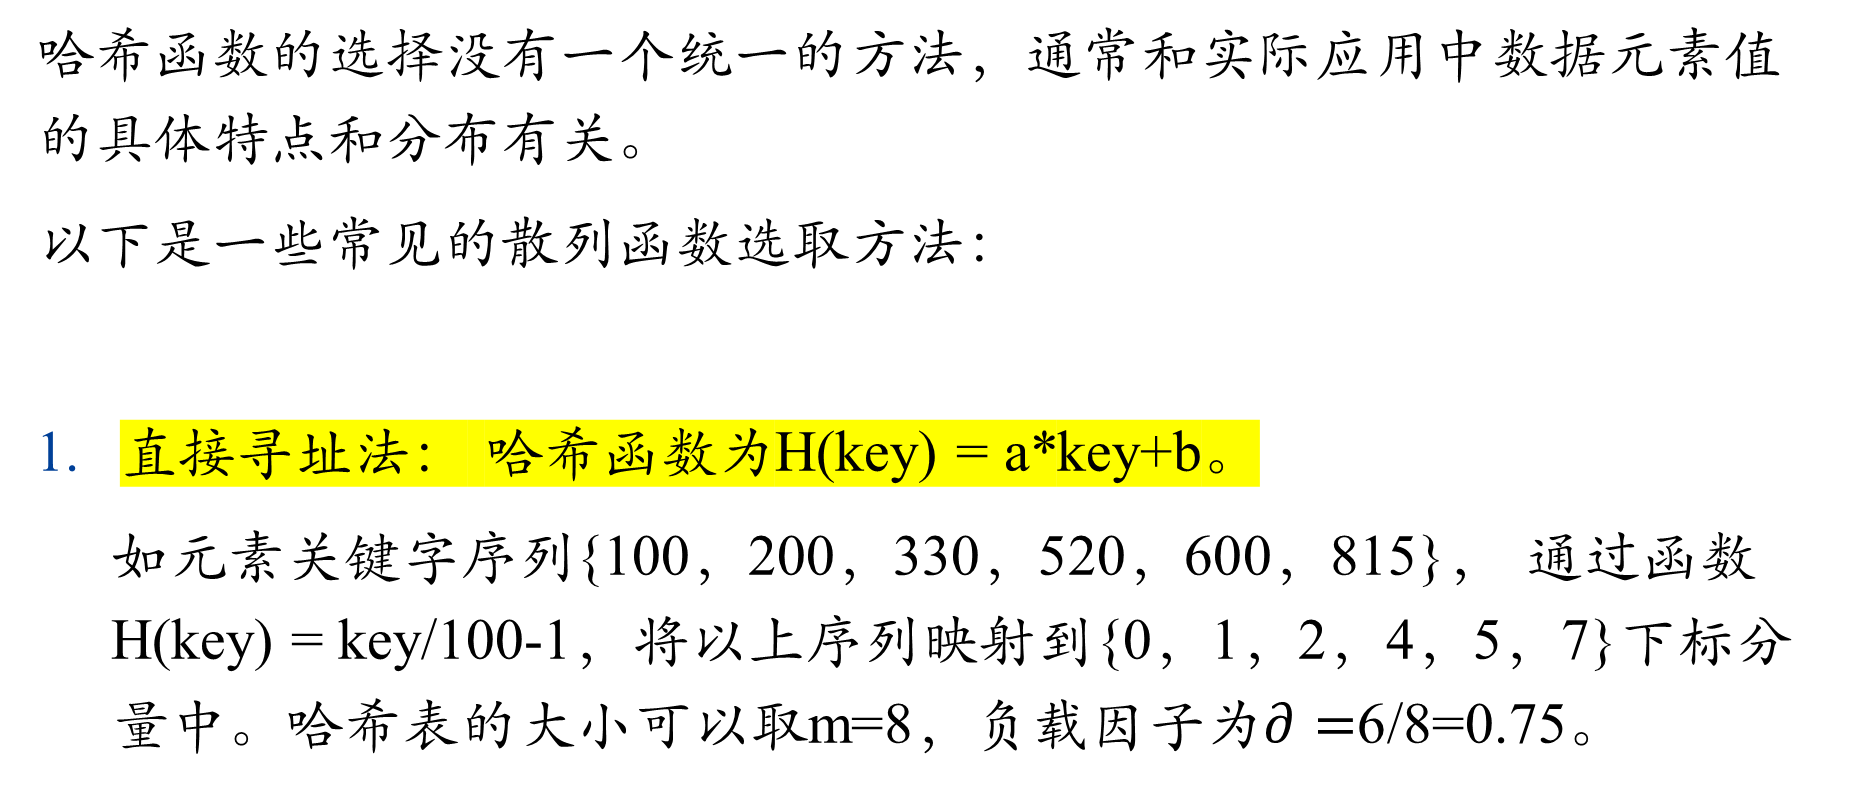 哈希函数的选择没有一个统一的方法，通常和实际应用中数据元素值
的具体特点和分布有关。
以下是一些常见的散列函数选取方法：
1. 直接寻址法： 哈希函数为H(key) = a*key+b。
如元素关键字序列{100，200，330，520，600，815}， 通过函数
H(key) = key/100-1，将以上序列映射到{0，1，2，4，5，7}下标分
量中。哈希表的大小可以取m=8，负载因子为∂ =6/8=0.75。